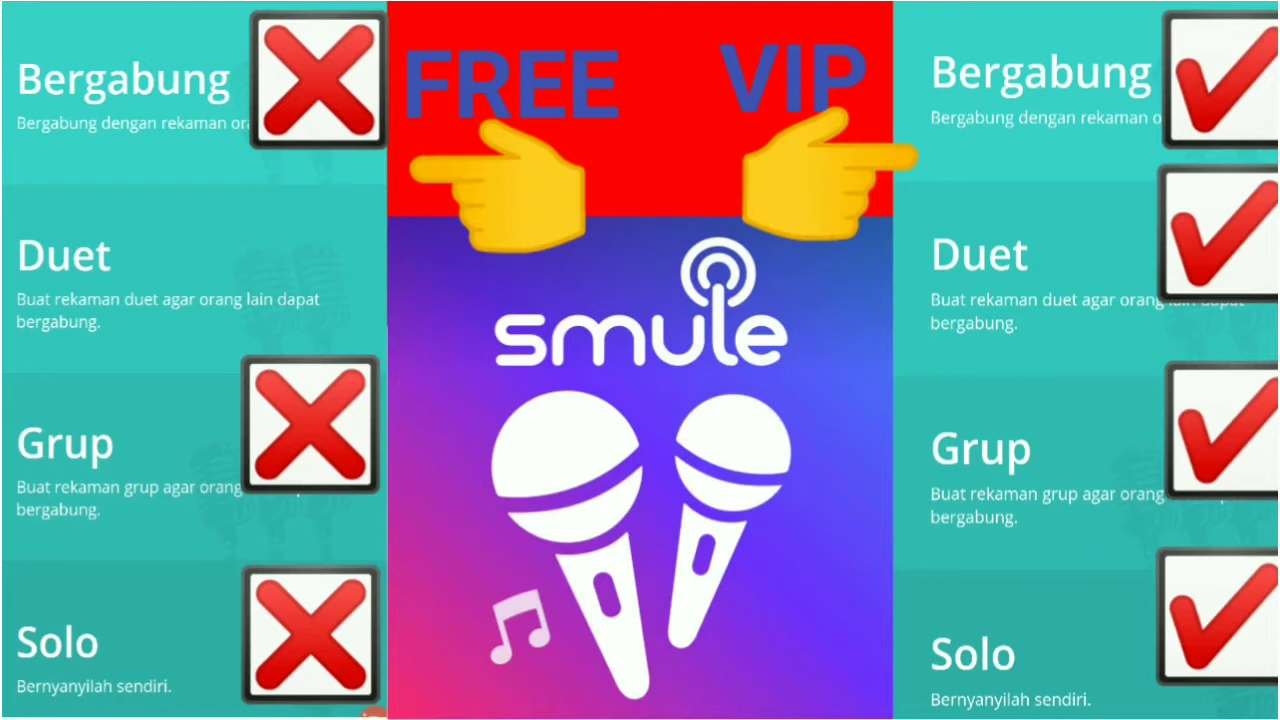 Bergabung
Bergabung dengan rekaman
Duet
Buat rekaman duet agar orang lain dapat
bergabung.
Grup
Buat rekaman grup agar orang
bergabung.
Solo
Bernyanyilah sendiri.
FREE
VIP
smule
Bergabung
Bergabung dengan rekaman
Duet
Buat rekaman duet agar orang lain dapat
bergabung.
Grup
Buat rekaman grup agar orang
bergabung.
Solo
Bernyanyilah sendiri.